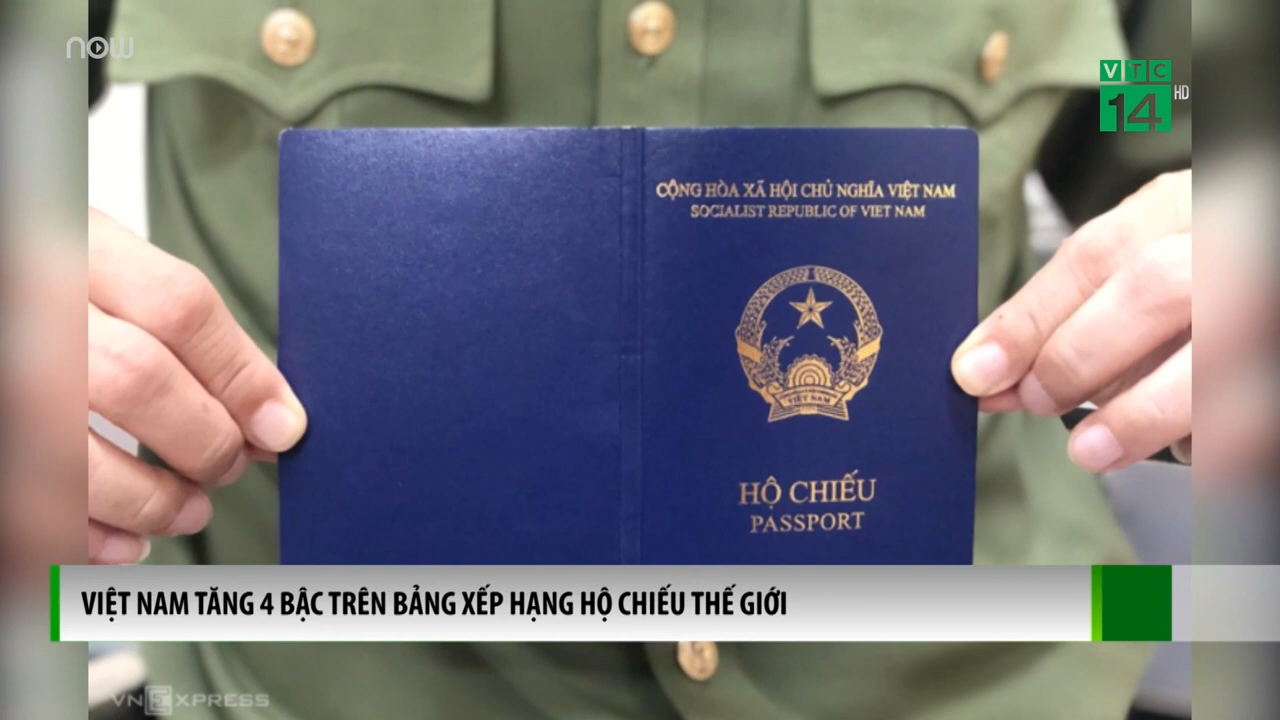 now
VTC
14
HD
CỘNG HÒA XÃ HỘI CHỦ NGHĨA VIỆT NAM
SOCIALIST REPUBLIC OF VIET NAM
VIỆT NAM
HỘ CHIẾU
PASSPORT
VIỆT NAM TĂNG 4 BẬC TRÊN BẢNG XẾP HẠNG HỘ CHIẾU THẾ GIỚI
VNEXPRESS